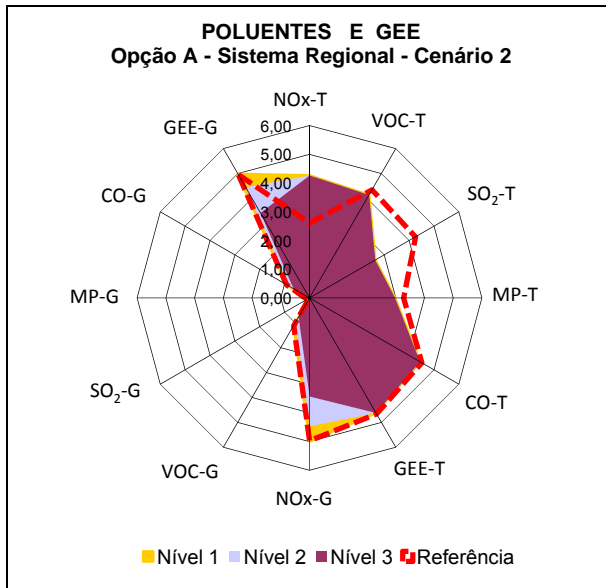 POLUENTES E GEE
Opção A - Sistema Regional - Cenário 2
NOx-T
GEE-G
VOC-T
6,00
5,00
4,00
CO-G
SO₂-T
3,00
2,00
1,00
MP-G
0,00
MP-T
SO₂-G
CO-T
VOC-G
GEE-T
NOx-G
Nível 1 Nível 2 Nível 3 Referência